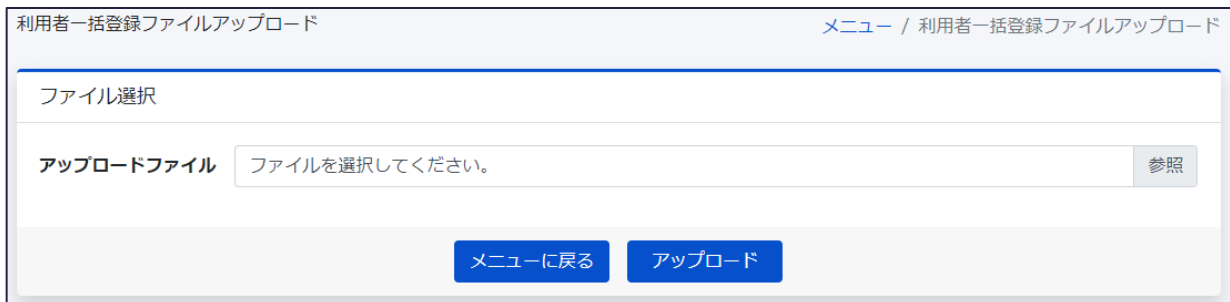 利用者一括登録ファイルアップロード
メニュー / 利用者一括登録ファイルアップロード
ファイル選択
アップロードファイル ファイルを選択してください。 参照
メニューに戻る アップロード